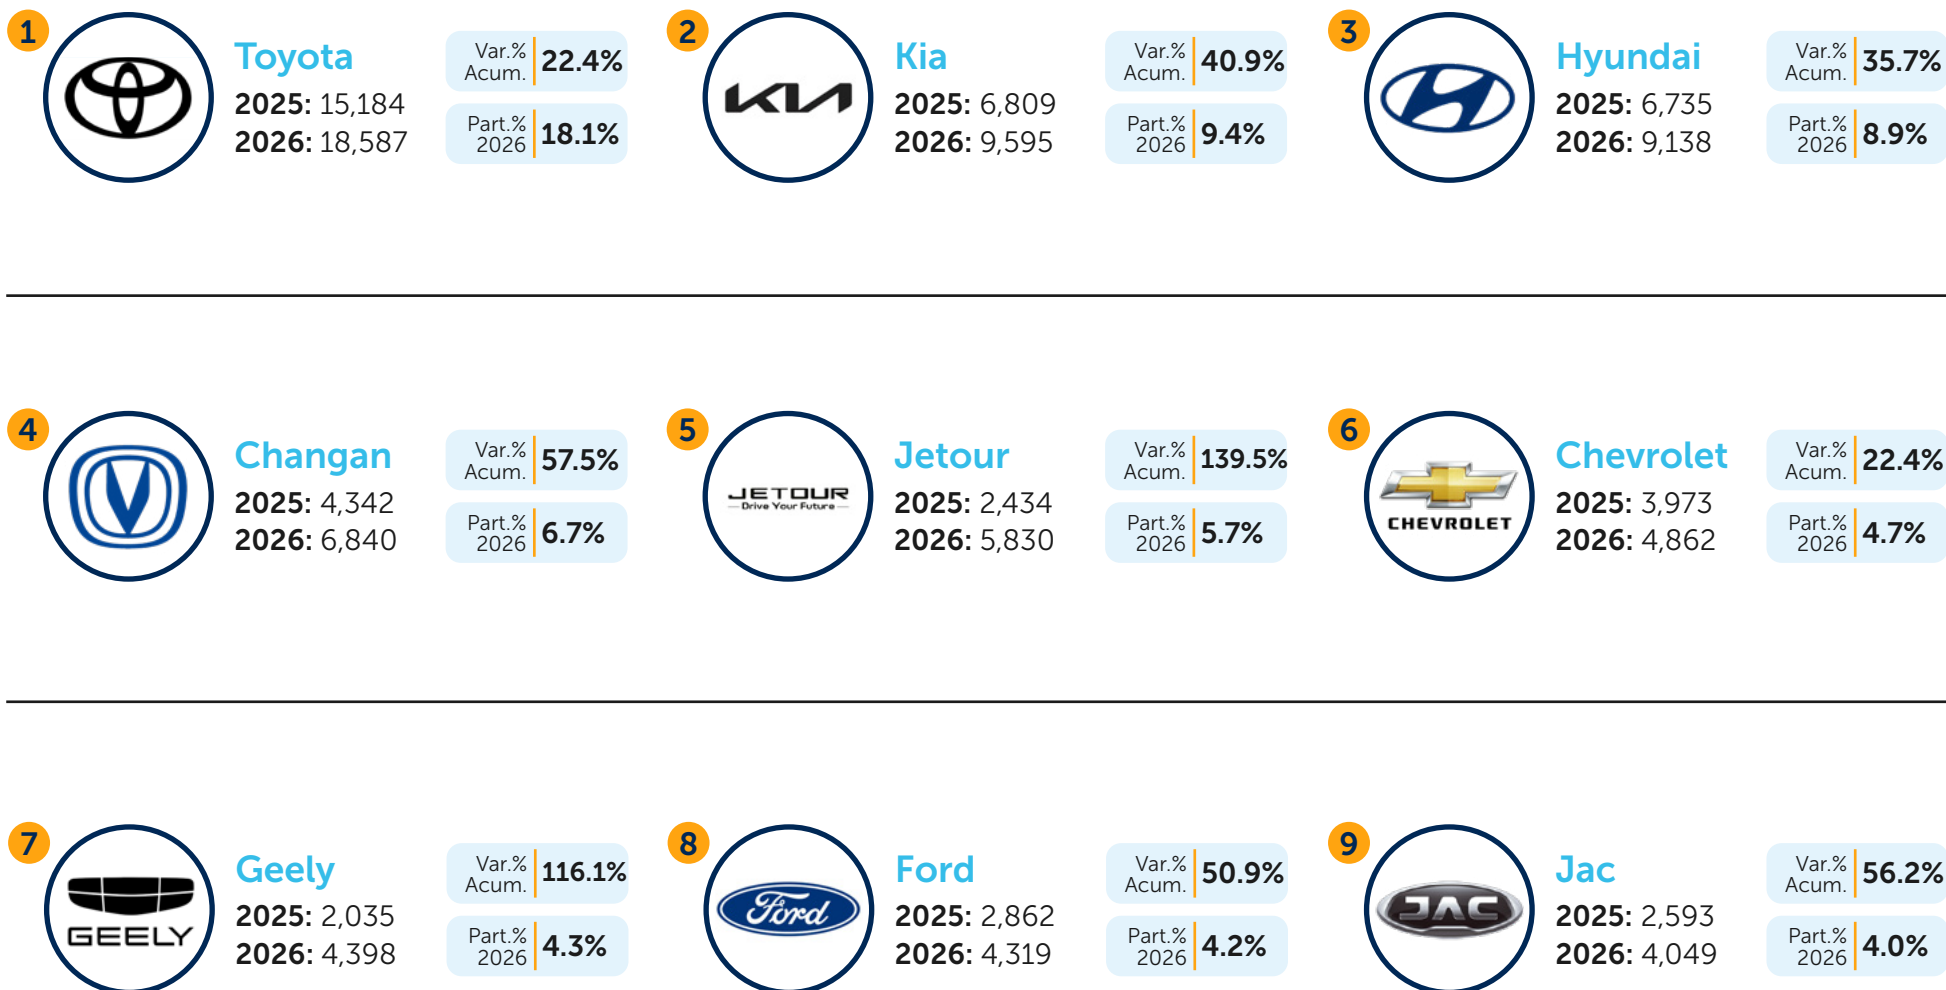 1
Toyota
2025: 15,184
2026: 18,587
Var.%
Acum.
22.4%
Part.%
2026
18.1%
2
KIA
Kia
2025: 6,809
2026: 9,595
Var.%
Acum.
40.9%
Part.%
2026
9.4%
3
Hyundai
2025: 6,735
2026: 9,138
Var.%
Acum.
35.7%
Part.%
2026
8.9%
4
Changan
2025: 4,342
2026: 6,840
Var.%
Acum.
57.5%
Part.%
2026
6.7%
5
JETOUR
Drive Your Future
Jetour
2025: 2,434
2026: 5,830
Var.%
Acum.
139.5%
Part.%
2026
5.7%
6
CHEVROLET
Chevrolet
2025: 3,973
2026: 4,862
Var.%
Acum.
22.4%
Part.%
2026
4.7%
7
GEELY
Geely
2025: 2,035
2026: 4,398
Var.%
Acum.
116.1%
Part.%
2026
4.3%
8
Ford
Ford
2025: 2,862
2026: 4,319
Var.%
Acum.
50.9%
Part.%
2026
4.2%
9
JAC
Jac
2025: 2,593
2026: 4,049
Var.%
Acum.
56.2%
Part.%
2026
4.0%